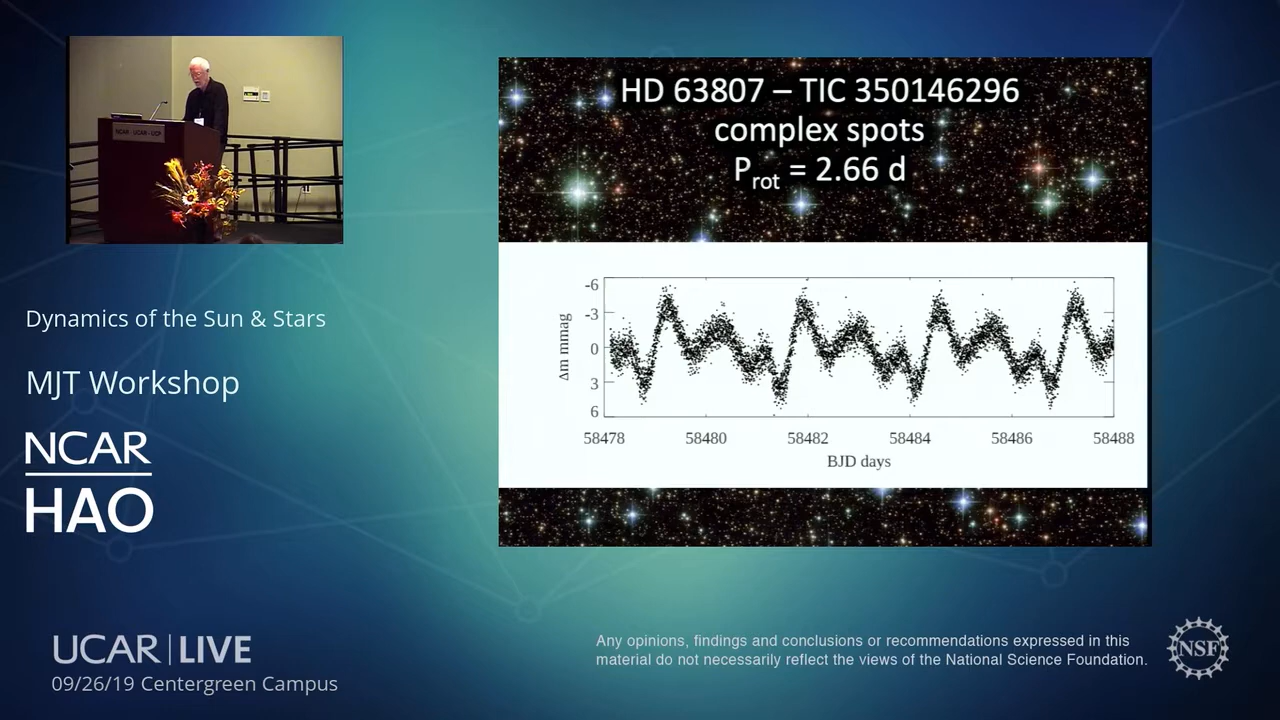 NCAR - UCAR - UCP
Dynamics of the Sun & Stars
MJT Workshop
NCAR
HAO
UCAR | LIVE
09/26/19 Centergreen Campus
HD 63807 – TIC 350146296
complex spots
Prot = 2.66 d
-6
-3
0
3
6
Δm mmag
58478 58480 58482 58484 58486 58488
BJD days
Any opinions, findings and conclusions or recommendations expressed in this
material do not necessarily reflect the views of the National Science Foundation.
NSF